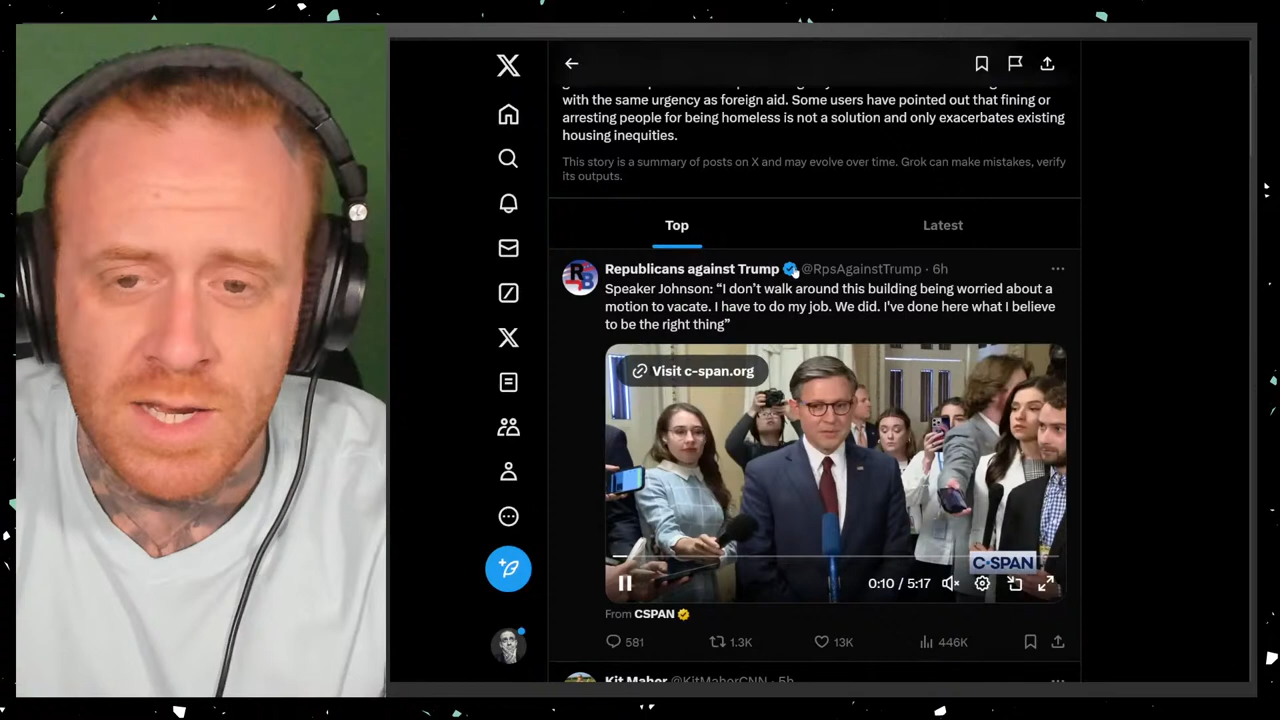 with the same urgency as foreign aid. Some users have pointed out that fining or
arresting people for being homeless is not a solution and only exacerbates existing
housing inequities.
This story is a summary of posts on X and may evolve over time. Grok can make mistakes, verify
its outputs.
Top
Latest
Republicans against Trump @RpsAgainstTrump · 6h
Speaker Johnson: “I don’t walk around this building being worried about a
motion to vacate. I have to do my job. We did. I've done here what I believe
to be the right thing”
Visit c-span.org
C-SPAN
0:10 / 5:17
From CSPAN
581
1.3K
13K
446K
Kit Maher @KitMaherCNN · 5h